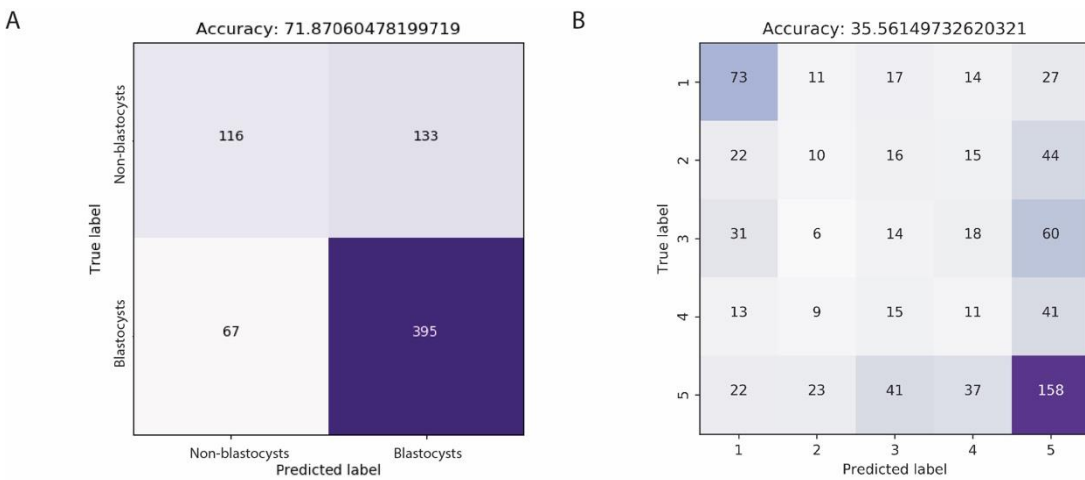 A
Accuracy: 71.87060478199719
True label
Non-blastocysts
116 133
Blastocysts
67 395
Non-blastocysts Blastocysts
Predicted label
B
Accuracy: 35.56149732620321
True label
1 73 11 17 14 27
2 22 10 16 15 44
3 31 6 14 18 60
4 13 9 15 11 41
5 22 23 41 37 158
1 2 3 4 5
Predicted label